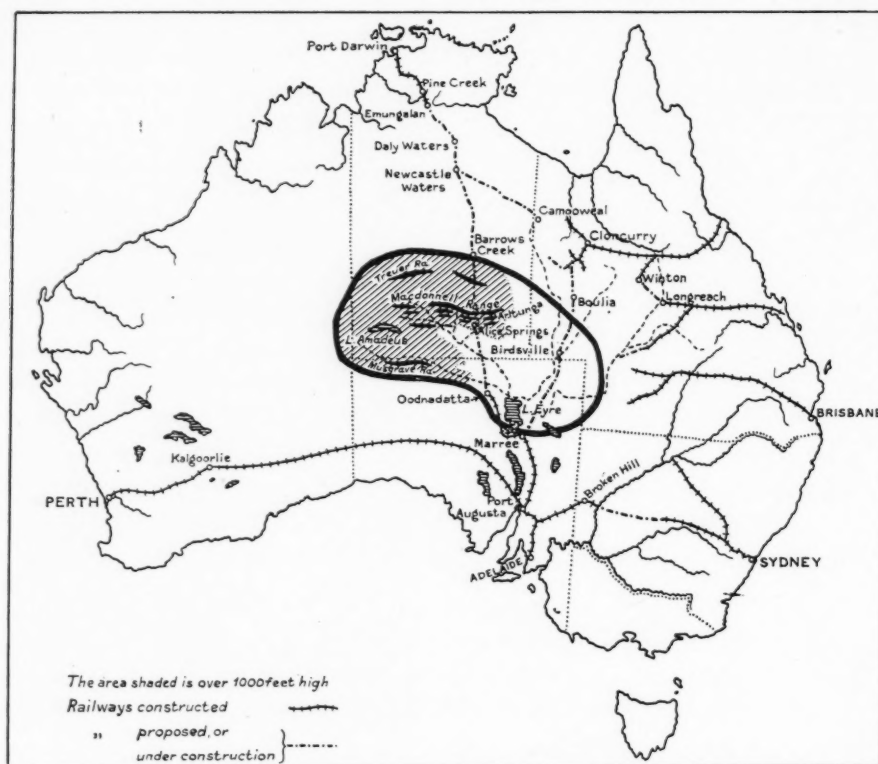 Port Darwin
Pine Creek
Emungalan
Daly Waters
Newcastle
Waters
Camooweal
Cloncurry
Barrows
Creek
Winton
Treuer Ra.
Longreach
Macdonnell Range
Boulia
Arltunga
Alice Springs
L. Amadeus
Birdsville
Musgrave Ra.
Oodnadatta
L. Eyre
BRISBANE
Marree
Kalgoorlie
Broken Hill
PERTH
Port
Augusta
SYDNEY
ADELAIDE
The area shaded is over 1000feet high
Railways constructed
" proposed, or
under construction